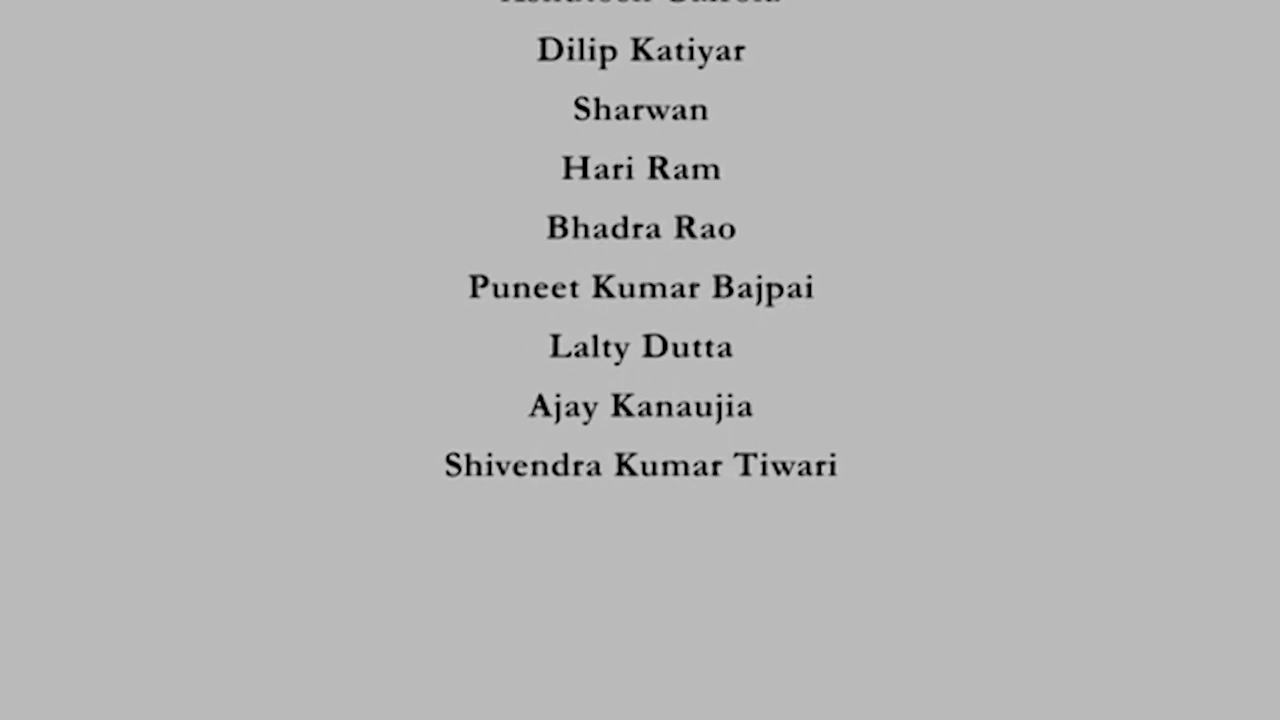 Dilip Katiyar
Sharwan
Hari Ram
Bhadra Rao
Puneet Kumar Bajpai
Lalty Dutta
Ajay Kanaujia
Shivendra Kumar Tiwari